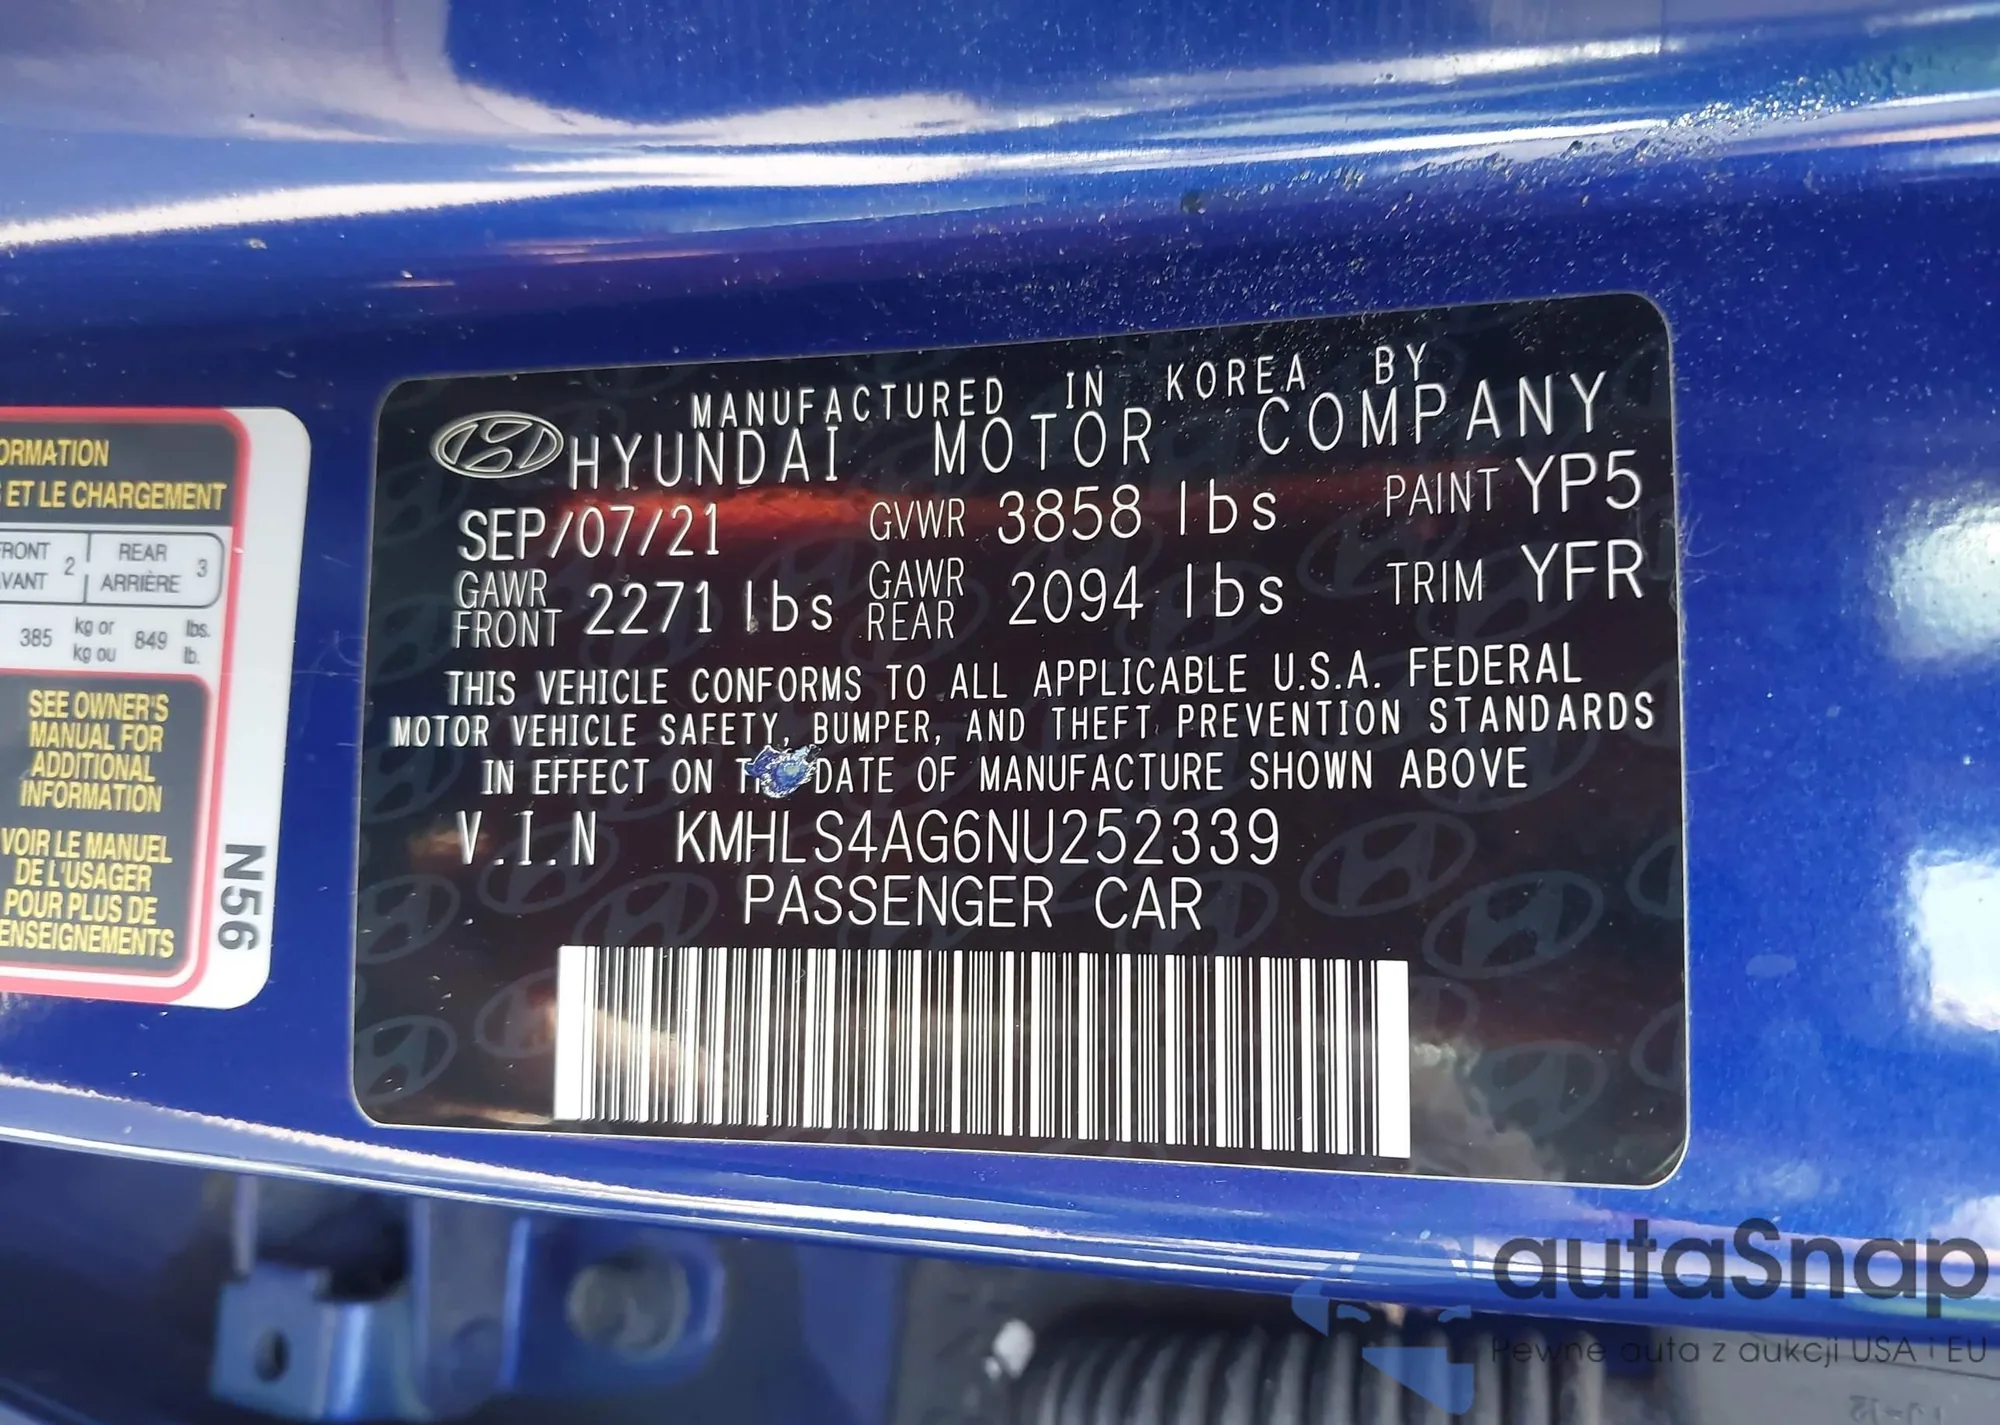 MANUFACTURED IN KOREA BY
HYUNDAI MOTOR COMPANY
SEP/07/21 GVWR 3858 lbs PAINT YP5
GAWR FRONT 2271 lbs GAWR REAR 2094 lbs TRIM YFR
THIS VEHICLE CONFORMS TO ALL APPLICABLE U.S.A. FEDERAL
MOTOR VEHICLE SAFETY, BUMPER, AND THEFT PREVENTION STANDARDS
IN EFFECT ON DATE OF MANUFACTURE SHOWN ABOVE
V.I.N KMHLS4AG6NU252339
PASSENGER CAR
ORMATION
ET LE CHARGEMENT
FRONT 2 REAR 3
VANT ARRIÈRE
385 kg or 849 lbs.
kg ou lb.
SEE OWNER'S
MANUAL FOR
ADDITIONAL
INFORMATION
VOIR LE MANUEL
DE L'USAGER
POUR PLUS DE
ENSEIGNEMENTS
N56
autaSnap
Pewne auta z aukcji USA i EU